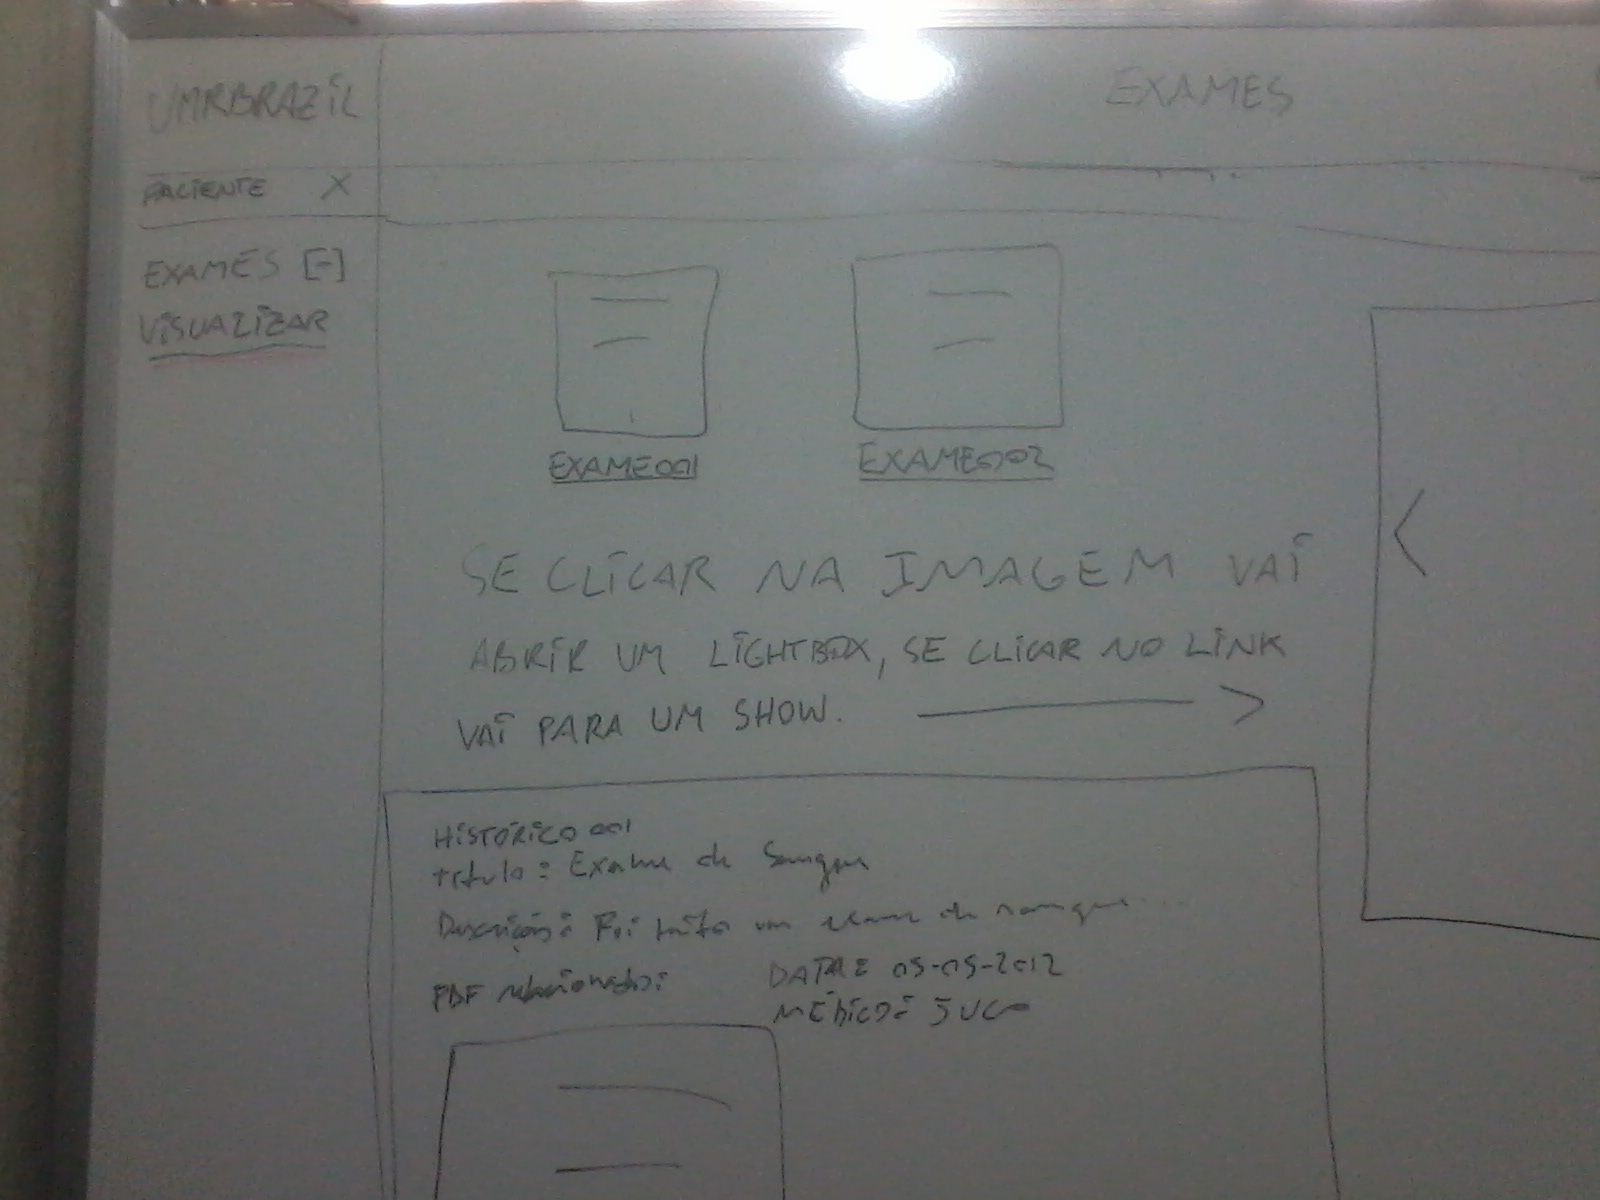 UMRBRAZIL
EXAMES
PACIENTE X
EXAMES [-]
VISUALIZAR
EXAME001
EXAME002
SE CLICAR NA IMAGEM VAI
ABRIR UM LIGHTBOX, SE CLICAR NO LINK
VAI PARA UM SHOW.
HISTÓRICO 001
título: Exame de Sangue
Descrição: Foi feito um exame de sangue...
PDF relacionado:
DATA: 05-05-2012
MÉDICO: